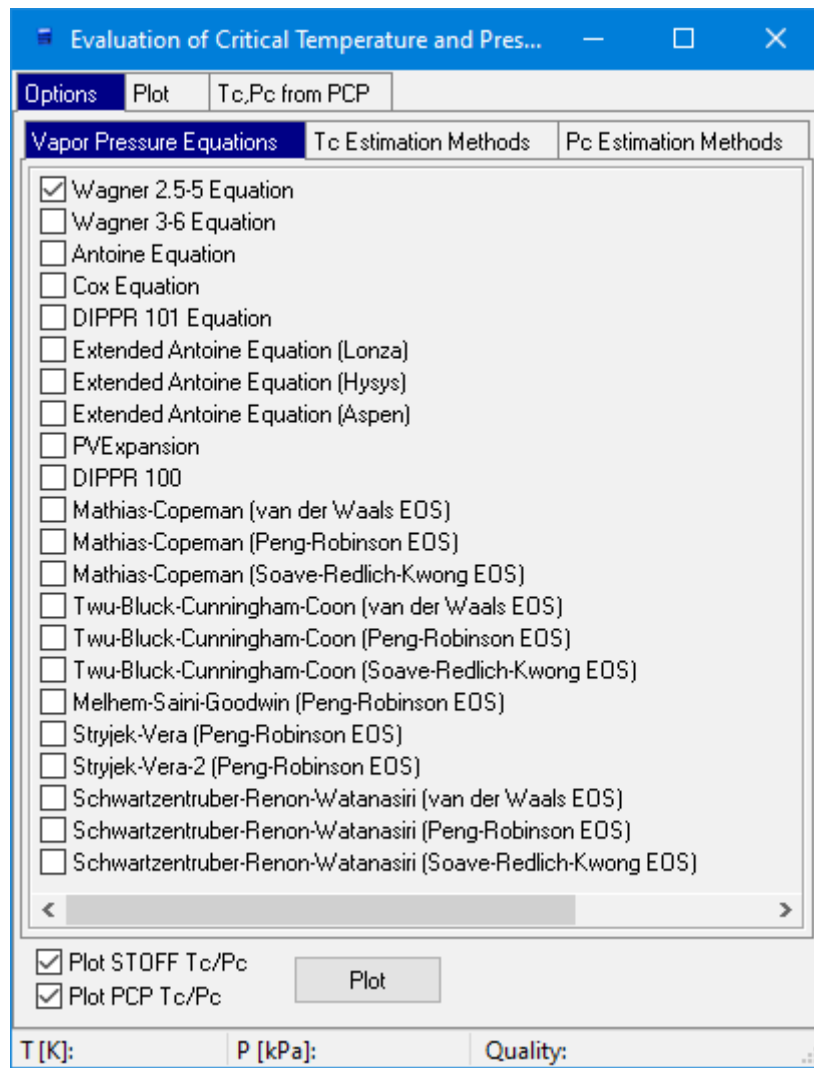 Evaluation of Critical Temperature and Pres...
Options Plot Tc,Pc from PCP
Vapor Pressure Equations Tc Estimation Methods Pc Estimation Methods
Wagner 2.5-5 Equation
Wagner 3-6 Equation
Antoine Equation
Cox Equation
DIPPR 101 Equation
Extended Antoine Equation (Lonza)
Extended Antoine Equation (Hysys)
Extended Antoine Equation (Aspen)
PVExpansion
DIPPR 100
Mathias-Copeman (van der Waals EOS)
Mathias-Copeman (Peng-Robinson EOS)
Mathias-Copeman (Soave-Redlich-Kwong EOS)
Twu-Bluck-Cunningham-Coon (van der Waals EOS)
Twu-Bluck-Cunningham-Coon (Peng-Robinson EOS)
Twu-Bluck-Cunningham-Coon (Soave-Redlich-Kwong EOS)
Melhem-Saini-Goodwin (Peng-Robinson EOS)
Stryjek-Vera (Peng-Robinson EOS)
Stryjek-Vera-2 (Peng-Robinson EOS)
Schwartzentruber-Renon-Watanasiri (van der Waals EOS)
Schwartzentruber-Renon-Watanasiri (Peng-Robinson EOS)
Schwartzentruber-Renon-Watanasiri (Soave-Redlich-Kwong EOS)
Plot STOFF Tc/Pc
Plot PCP Tc/Pc
Plot
T [K]: P [kPa]: Quality: